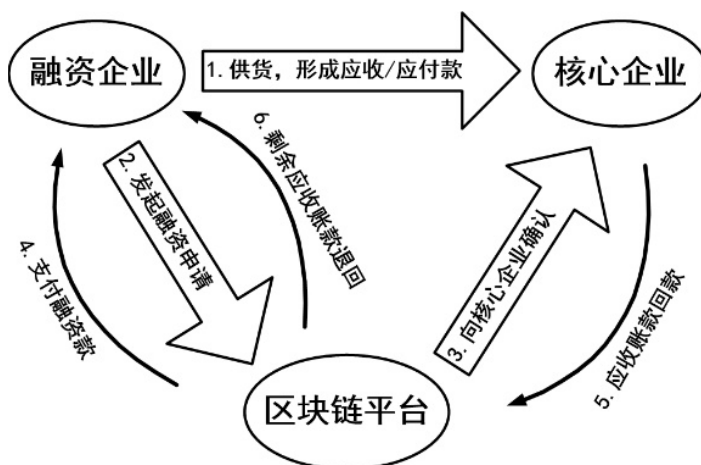 融资企业
1. 供货，形成应收/应付款
核心企业
2. 发起融资申请
6. 剩余应收账款退回
3. 向核心企业确认
4. 支付融资款
5. 应收账款回款
区块链平台